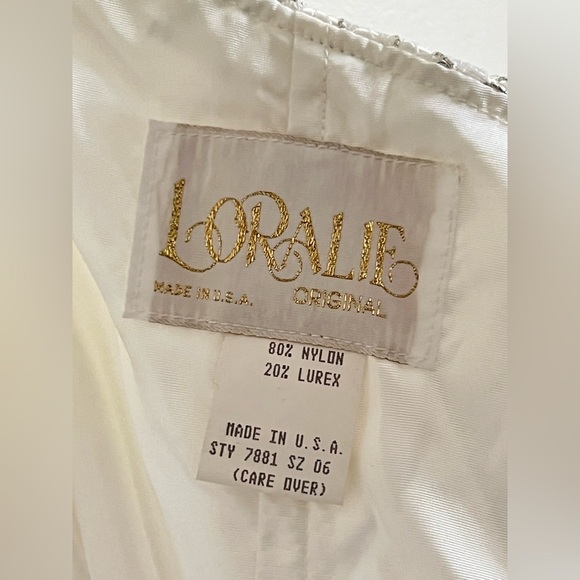 LORALIE
MADE IN U.S.A. ORIGINAL
80% NYLON
20% LUREX
MADE IN U.S.A.
STY 7881 SZ 06
(CARE OVER)